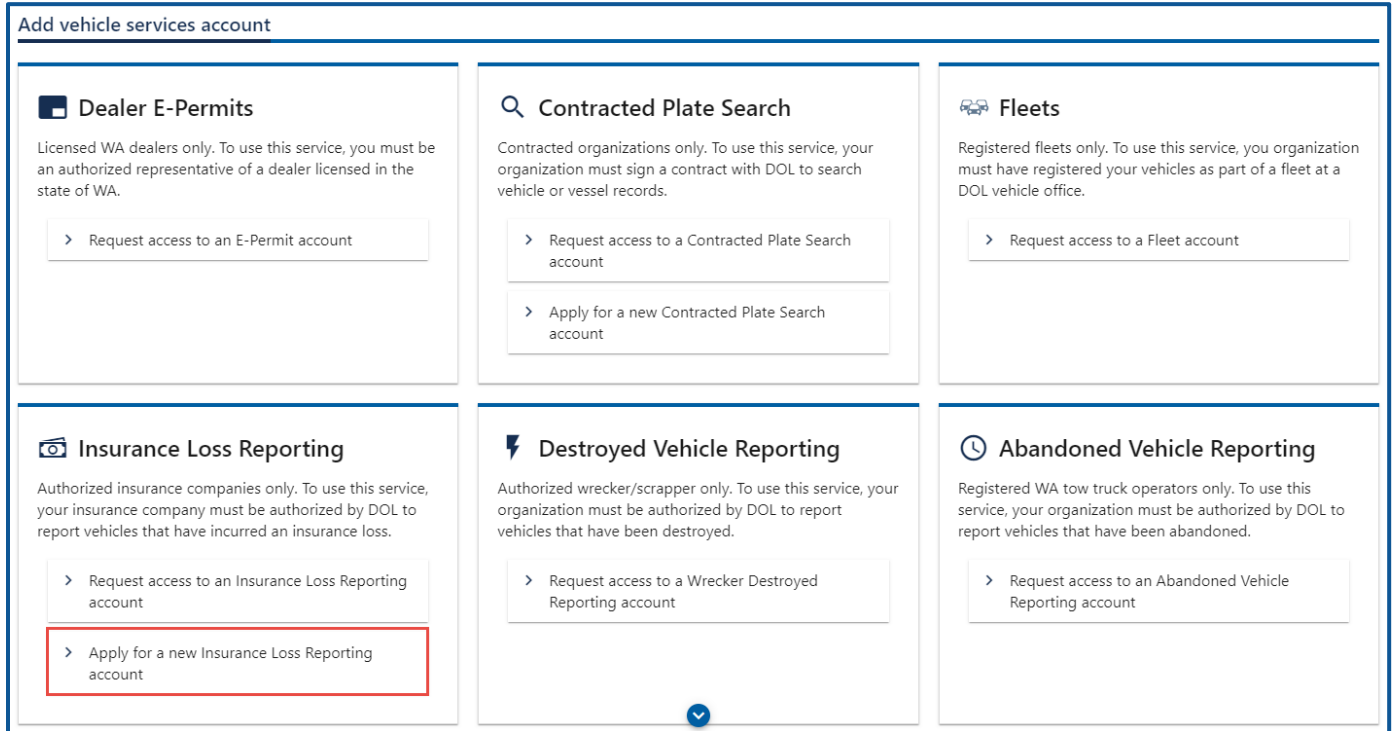 Add vehicle services account
Dealer E-Permits
Licensed WA dealers only. To use this service, you must be
an authorized representative of a dealer licensed in the
state of WA.
Request access to an E-Permit account
Contracted Plate Search
Contracted organizations only. To use this service, your
organization must sign a contract with DOL to search
vehicle or vessel records.
Request access to a Contracted Plate Search
account
Apply for a new Contracted Plate Search
account
Fleets
Registered fleets only. To use this service, you organization
must have registered your vehicles as part of a fleet at a
DOL vehicle office.
Request access to a Fleet account
Insurance Loss Reporting
Authorized insurance companies only. To use this service,
your insurance company must be authorized by DOL to
report vehicles that have incurred an insurance loss.
Request access to an Insurance Loss Reporting
account
Apply for a new Insurance Loss Reporting
account
Destroyed Vehicle Reporting
Authorized wrecker/scrapper only. To use this service, your
organization must be authorized by DOL to report
vehicles that have been destroyed.
Request access to a Wrecker Destroyed
Reporting account
Abandoned Vehicle Reporting
Registered WA tow truck operators only. To use this
service, your organization must be authorized by DOL to
report vehicles that have been abandoned.
Request access to an Abandoned Vehicle
Reporting account